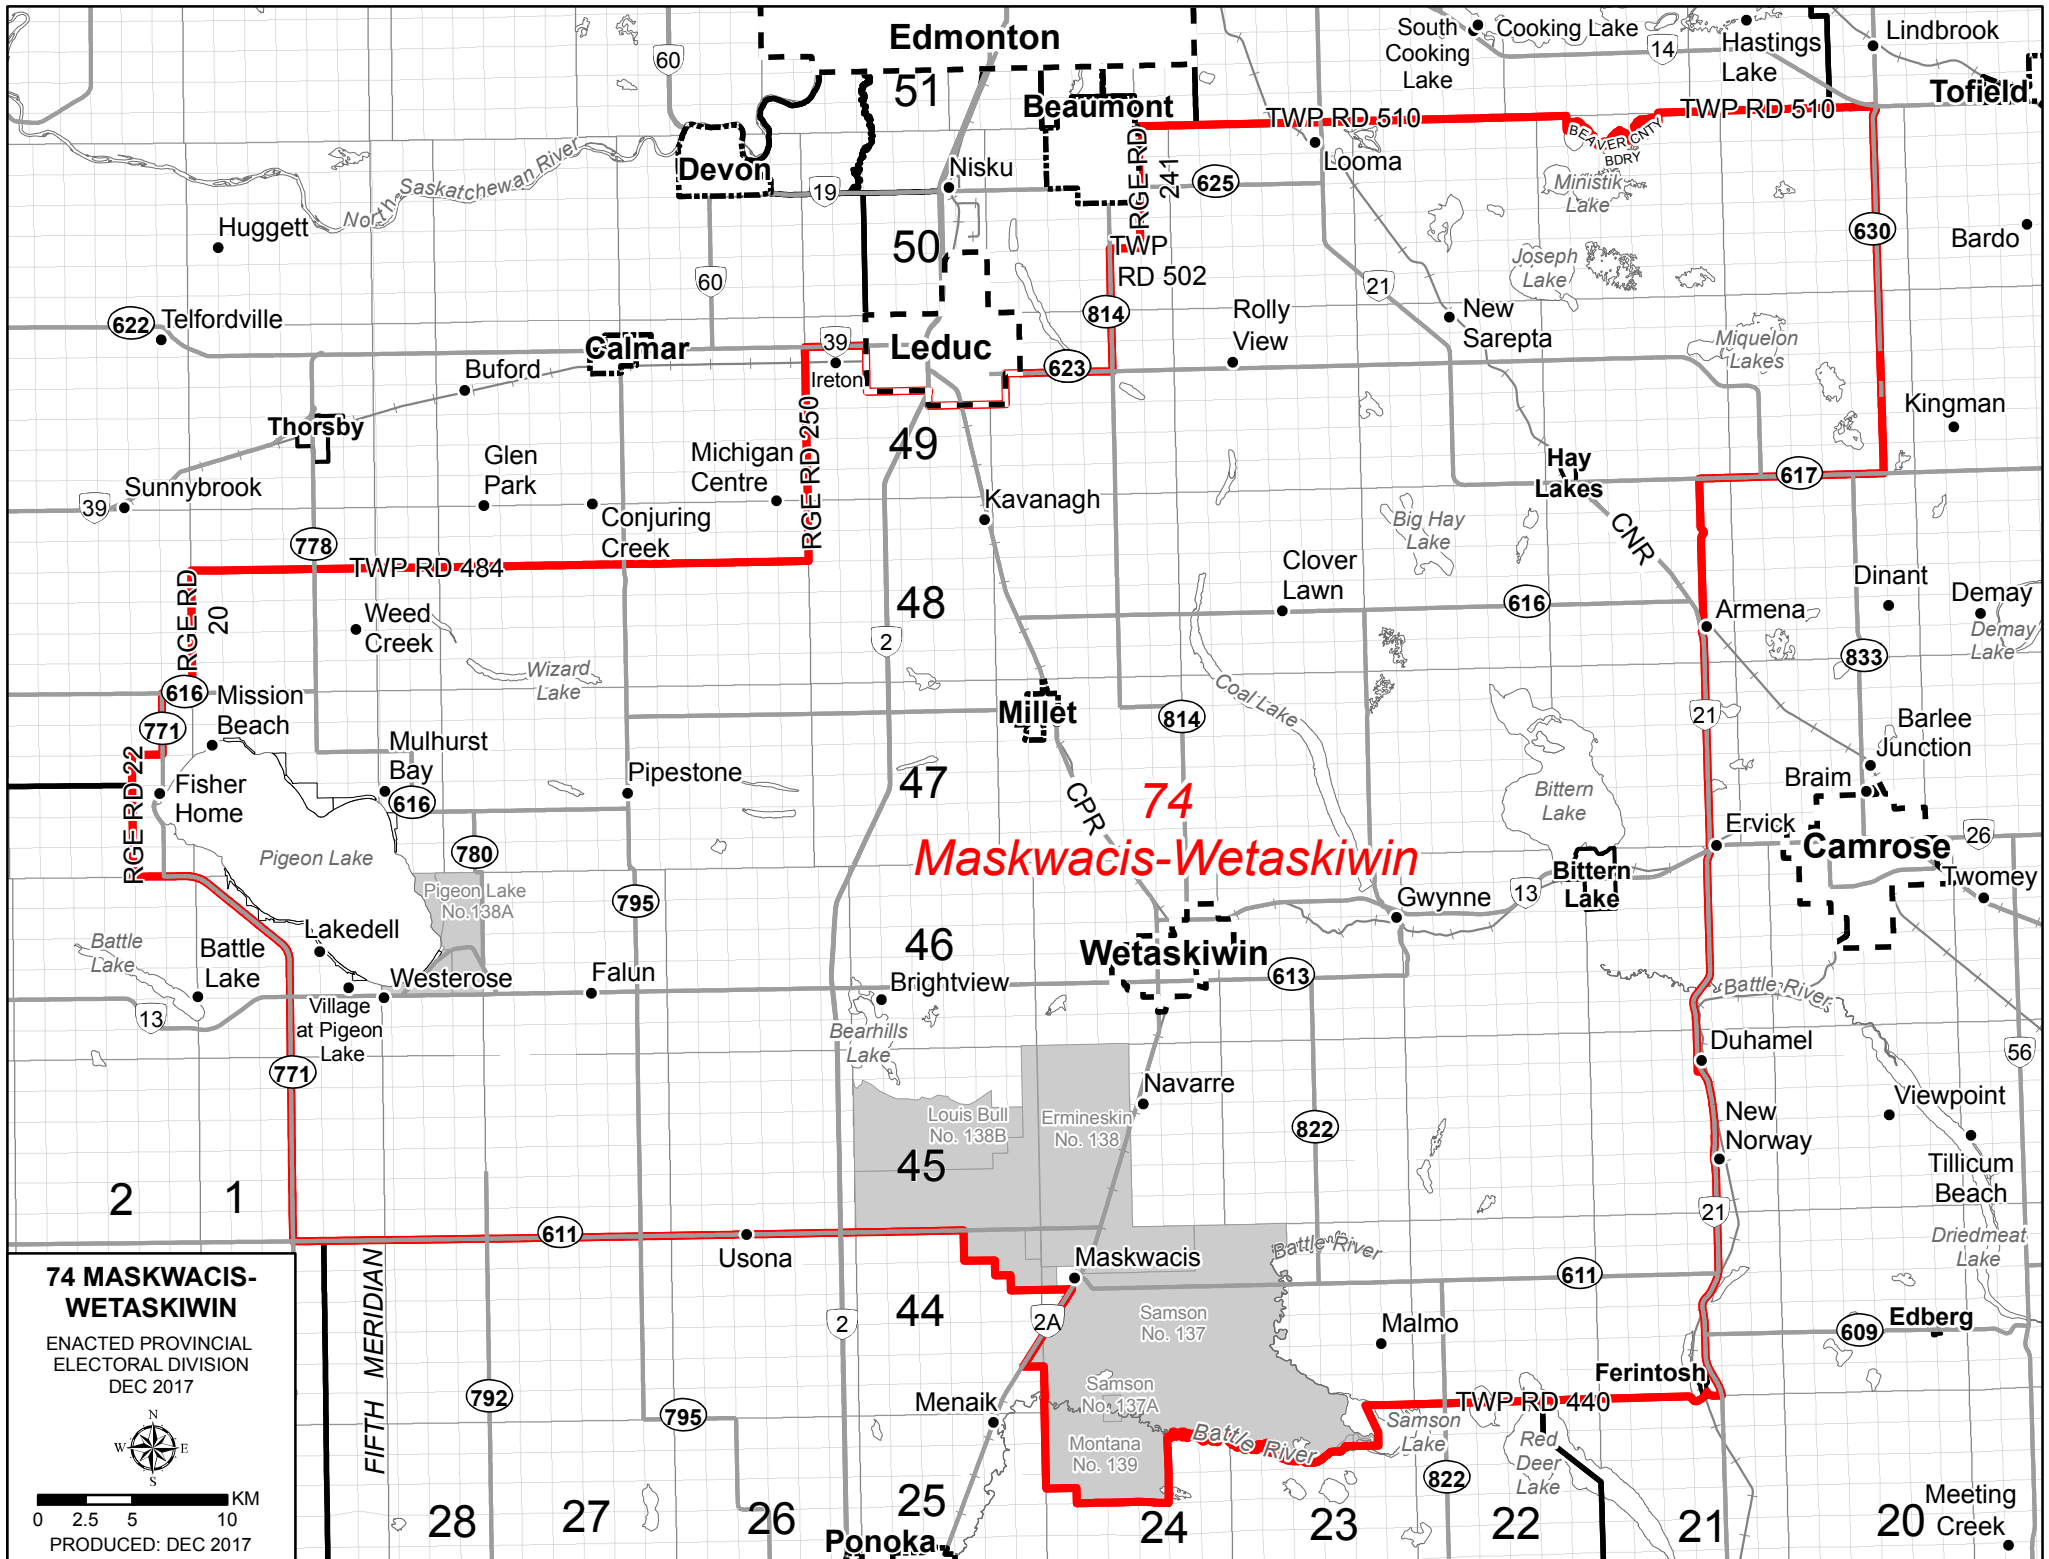 Edmonton
51
Beaumont
South
Cooking
Lake
Cooking Lake
14
Hastings
Lake
Lindbrook
Tofield
60
TWP RD 510
TWP RD 510
BEAVER CNTY
BDRY
Devon
Nisku
19
RGE RD
241
625
Looma
Ministik
Lake
North
Saskatchewan River
Huggett
50
TWP
RD 502
630
Bardo
60
814
21
Joseph
Lake
622
Telfordville
Rolly
View
New
Sarepta
Miquelon
Lakes
Calmar
39
Leduc
Buford
Ireton
623
Thorsby
RGE RD 250
Kingman
49
Glen
Park
Michigan
Centre
Hay
Lakes
617
Sunnybrook
39
Conjuring
Creek
Kavanagh
Big Hay
Lake
CNR
778
TWP RD 484
Clover
Lawn
Dinant
Demay
Demay
Lake
RGE RD
20
Weed
Creek
48
616
Armena
2
Wizard
Lake
833
616
Mission
Beach
Coal Lake
771
Millet
814
21
Barlee
Junction
RGE RD 22
Mulhurst
Bay
616
Fisher
Home
Pipestone
47
CPR
74
Maskwacis-Wetaskiwin
Bittern
Lake
Braim
Ervick
Camrose
26
Pigeon Lake
780
Pigeon Lake
No.138A
795
Gwynne
13
Bittern
Lake
Twomey
Lakedell
Battle
Lake
Battle
Lake
46
Wetaskiwin
Westerose
Falun
Brightview
613
Battle River
13
Village
at Pigeon
Lake
Bearhills
Lake
Duhamel
56
771
Navarre
Louis Bull
No. 138B
Ermineskin
No. 138
822
Viewpoint
New
Norway
45
Tillicum
Beach
2
1
21
611
Usona
Maskwacis
Battle River
Driedmeat
Lake
611
FIFTH MERIDIAN
44
2
2A
Samson
No. 137
Malmo
609
Edberg
Ferintosh
792
795
Menaik
Samson
No. 137A
TWP RD 440
Samson
Lake
Battle River
Montana
No. 139
Red
Deer
Lake
822
28
27
26
25
24
23
22
21
20
Meeting
Creek
Ponoka
74 MASKWACIS-
WETASKIWIN
ENACTED PROVINCIAL
ELECTORAL DIVISION
DEC 2017
N
W E
S
KM
0 2.5 5 10
PRODUCED: DEC 2017